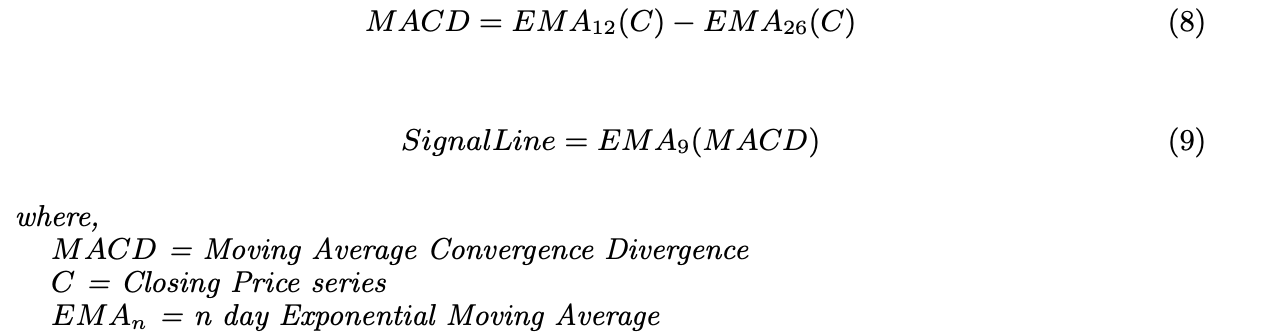 MACD = EMA₁₂(C) − EMA₂₆(C) (8)
SignalLine = EMA₉(MACD) (9)
where,
MACD = Moving Average Convergence Divergence
C = Closing Price series
EMAₙ = n day Exponential Moving Average